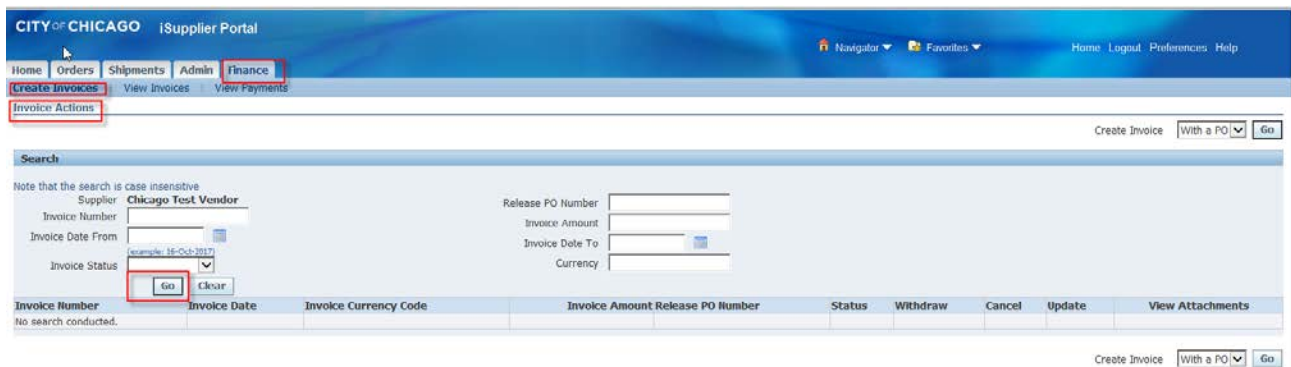 CITY OF CHICAGO iSupplier Portal
Navigator Favorites Home Logout Preferences Help
Home Orders Shipments Admin Finance
Create Invoices View Invoices View Payments
Invoice Actions
Create Invoice With a PO Go
Search
Note that the search is case insensitive
Supplier Chicago Test Vendor
Release PO Number
Invoice Number
Invoice Amount
Invoice Date From
Invoice Date To
(example: 16-Oct-2017)
Invoice Status
Currency
Go Clear
Invoice Number Invoice Date Invoice Currency Code Invoice Amount Release PO Number Status Withdraw Cancel Update View Attachments
No search conducted.
Create Invoice With a PO Go